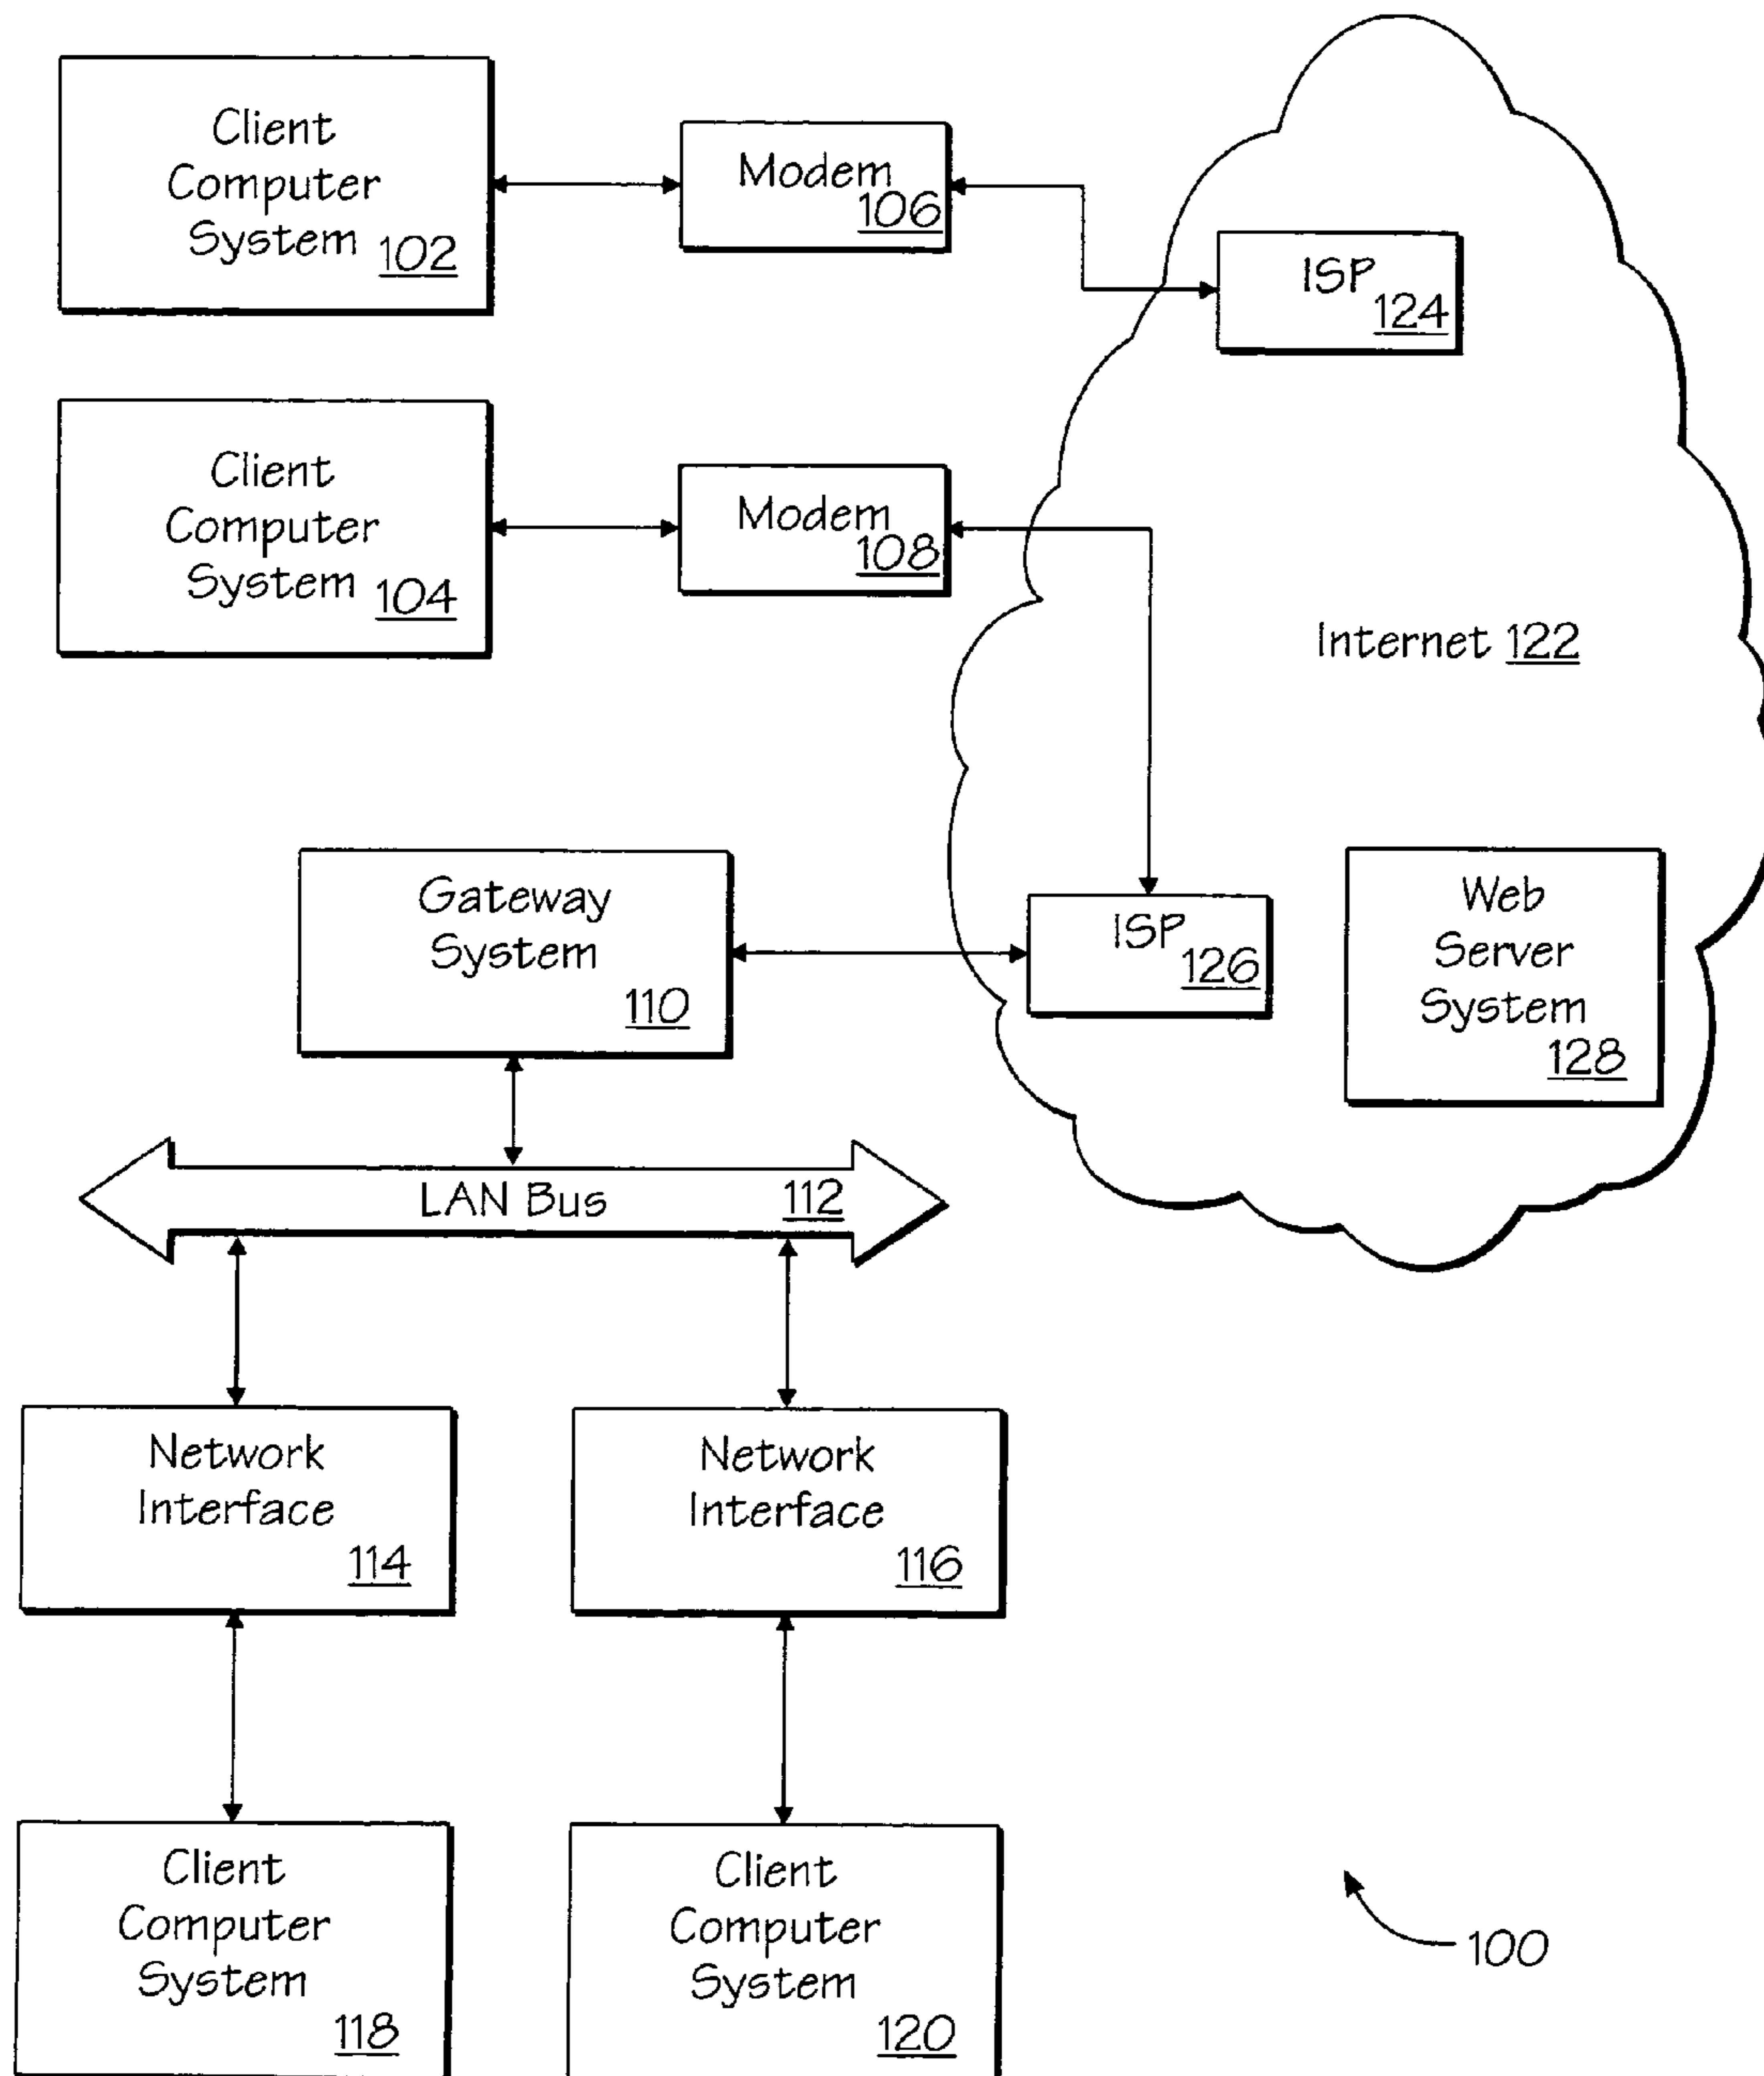 Client
Computer
System 102
Modem
106
ISP
124
Client
Computer
System 104
Modem
108
Internet 122
Gateway
System
110
ISP
126
Web
Server
System
128
LAN Bus 112
Network
Interface
114
Network
Interface
116
Client
Computer
System
118
Client
Computer
System
120
100